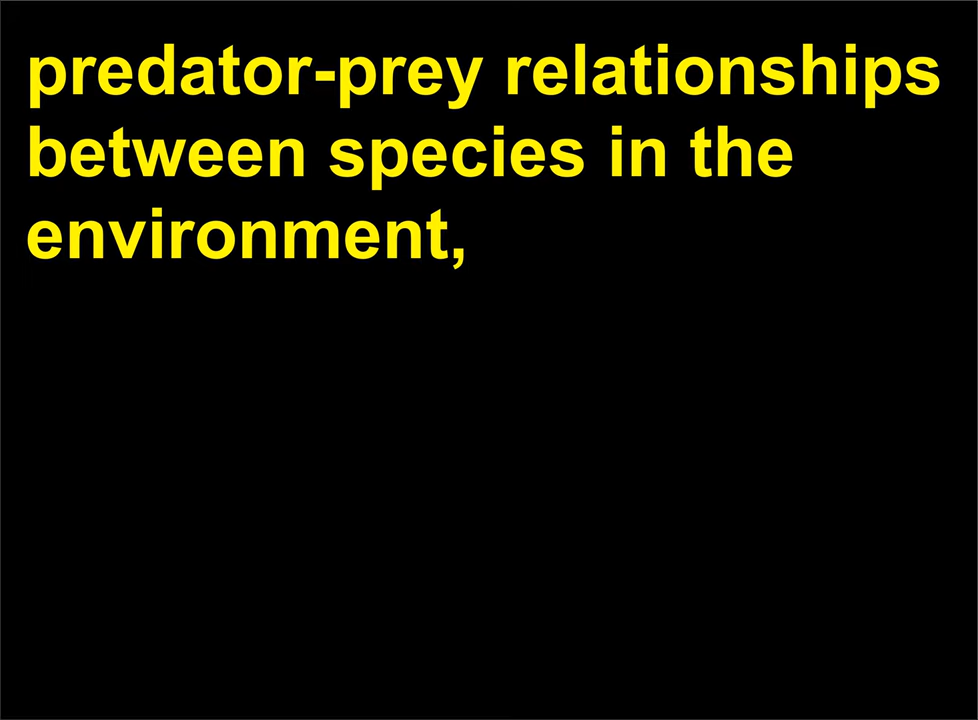 predator-prey relationships
between species in the
environment,